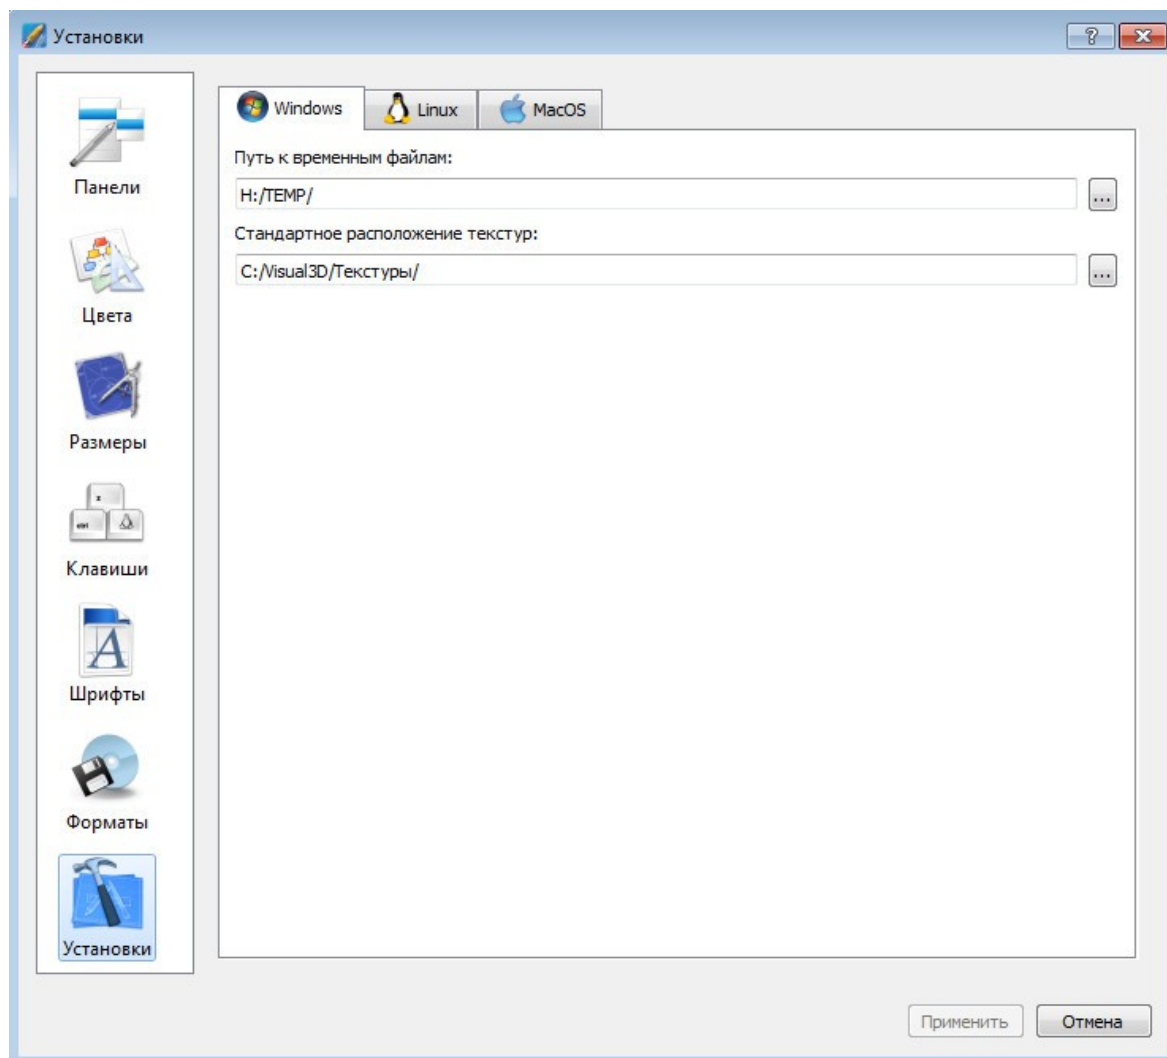 Установки
Панели
Цвета
Размеры
Клавиши
Шрифты
Форматы
Установки
Windows
Linux
MacOS
Путь к временным файлам:
H:/TEMP/
...
Стандартное расположение текстур:
C:/Visual3D/Текстуры/
...
Применить
Отмена